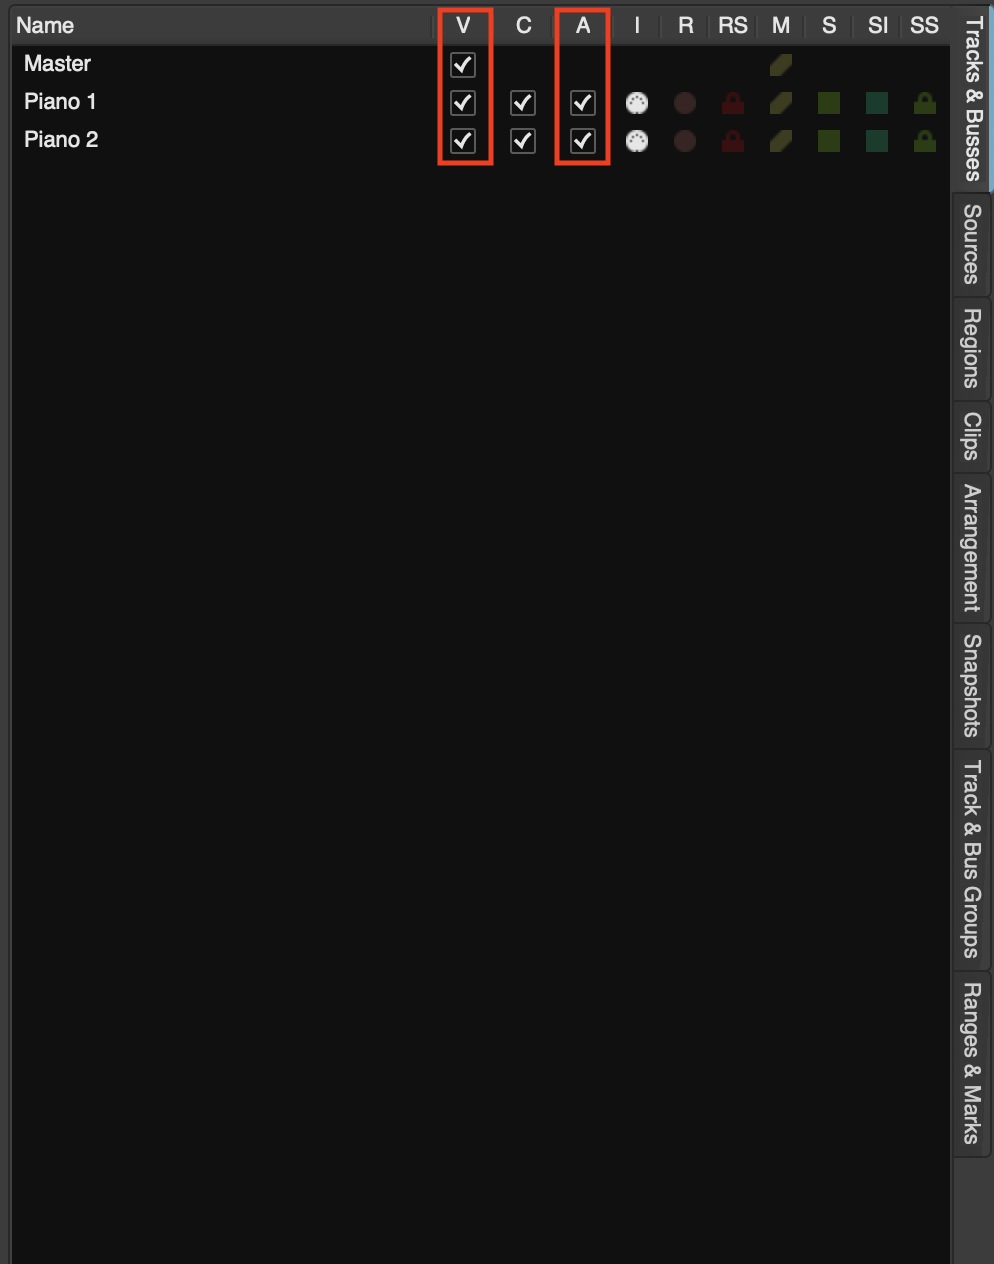 Name V C A I R RS M S SI SS
Master
Piano 1
Piano 2
Tracks & Busses
Sources
Regions
Clips
Arrangement
Snapshots
Track & Bus Groups
Ranges & Marks